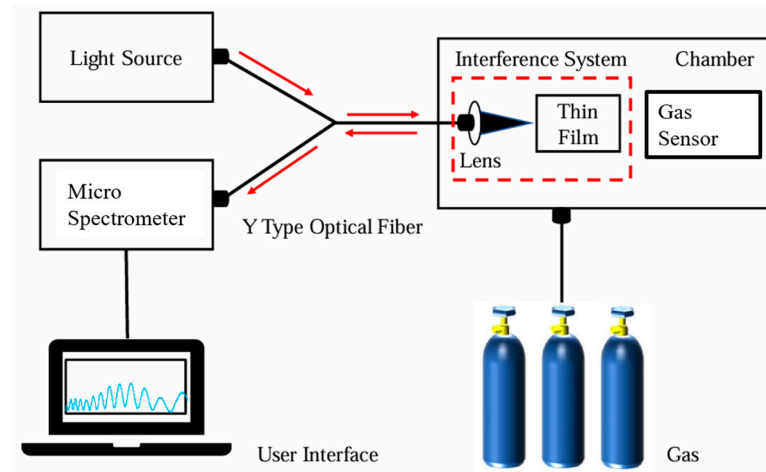 Light Source
Interference System
Chamber
Thin
Film
Gas
Sensor
Lens
Micro
Spectrometer
Y Type Optical Fiber
User Interface
Gas